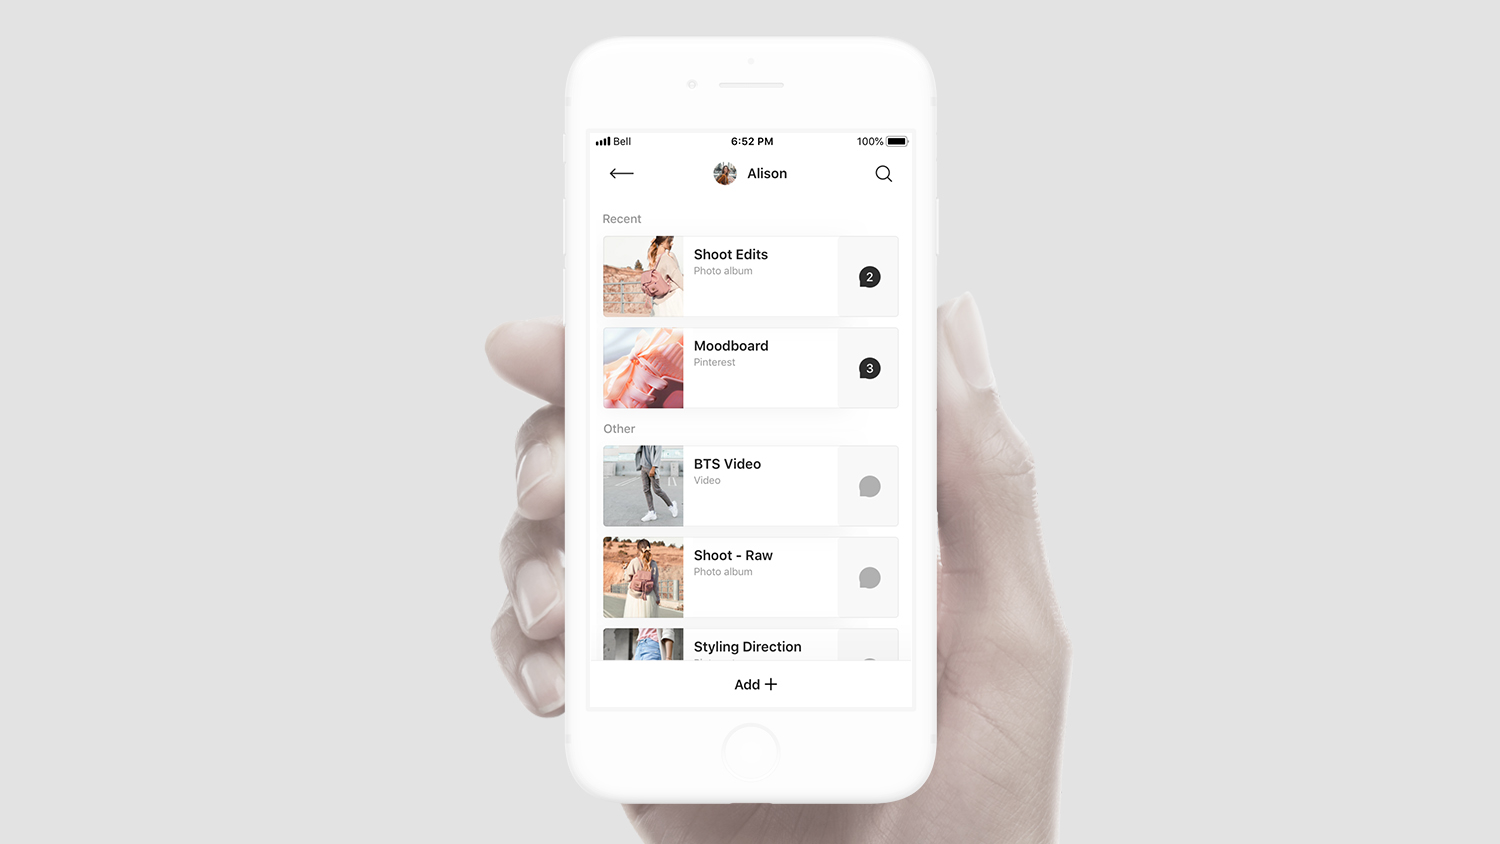 Bell
6:52 PM
100%
Alison
Recent
Shoot Edits
Photo album
2
Moodboard
Pinterest
3
Other
BTS Video
Video
Shoot - Raw
Photo album
Styling Direction
Add +